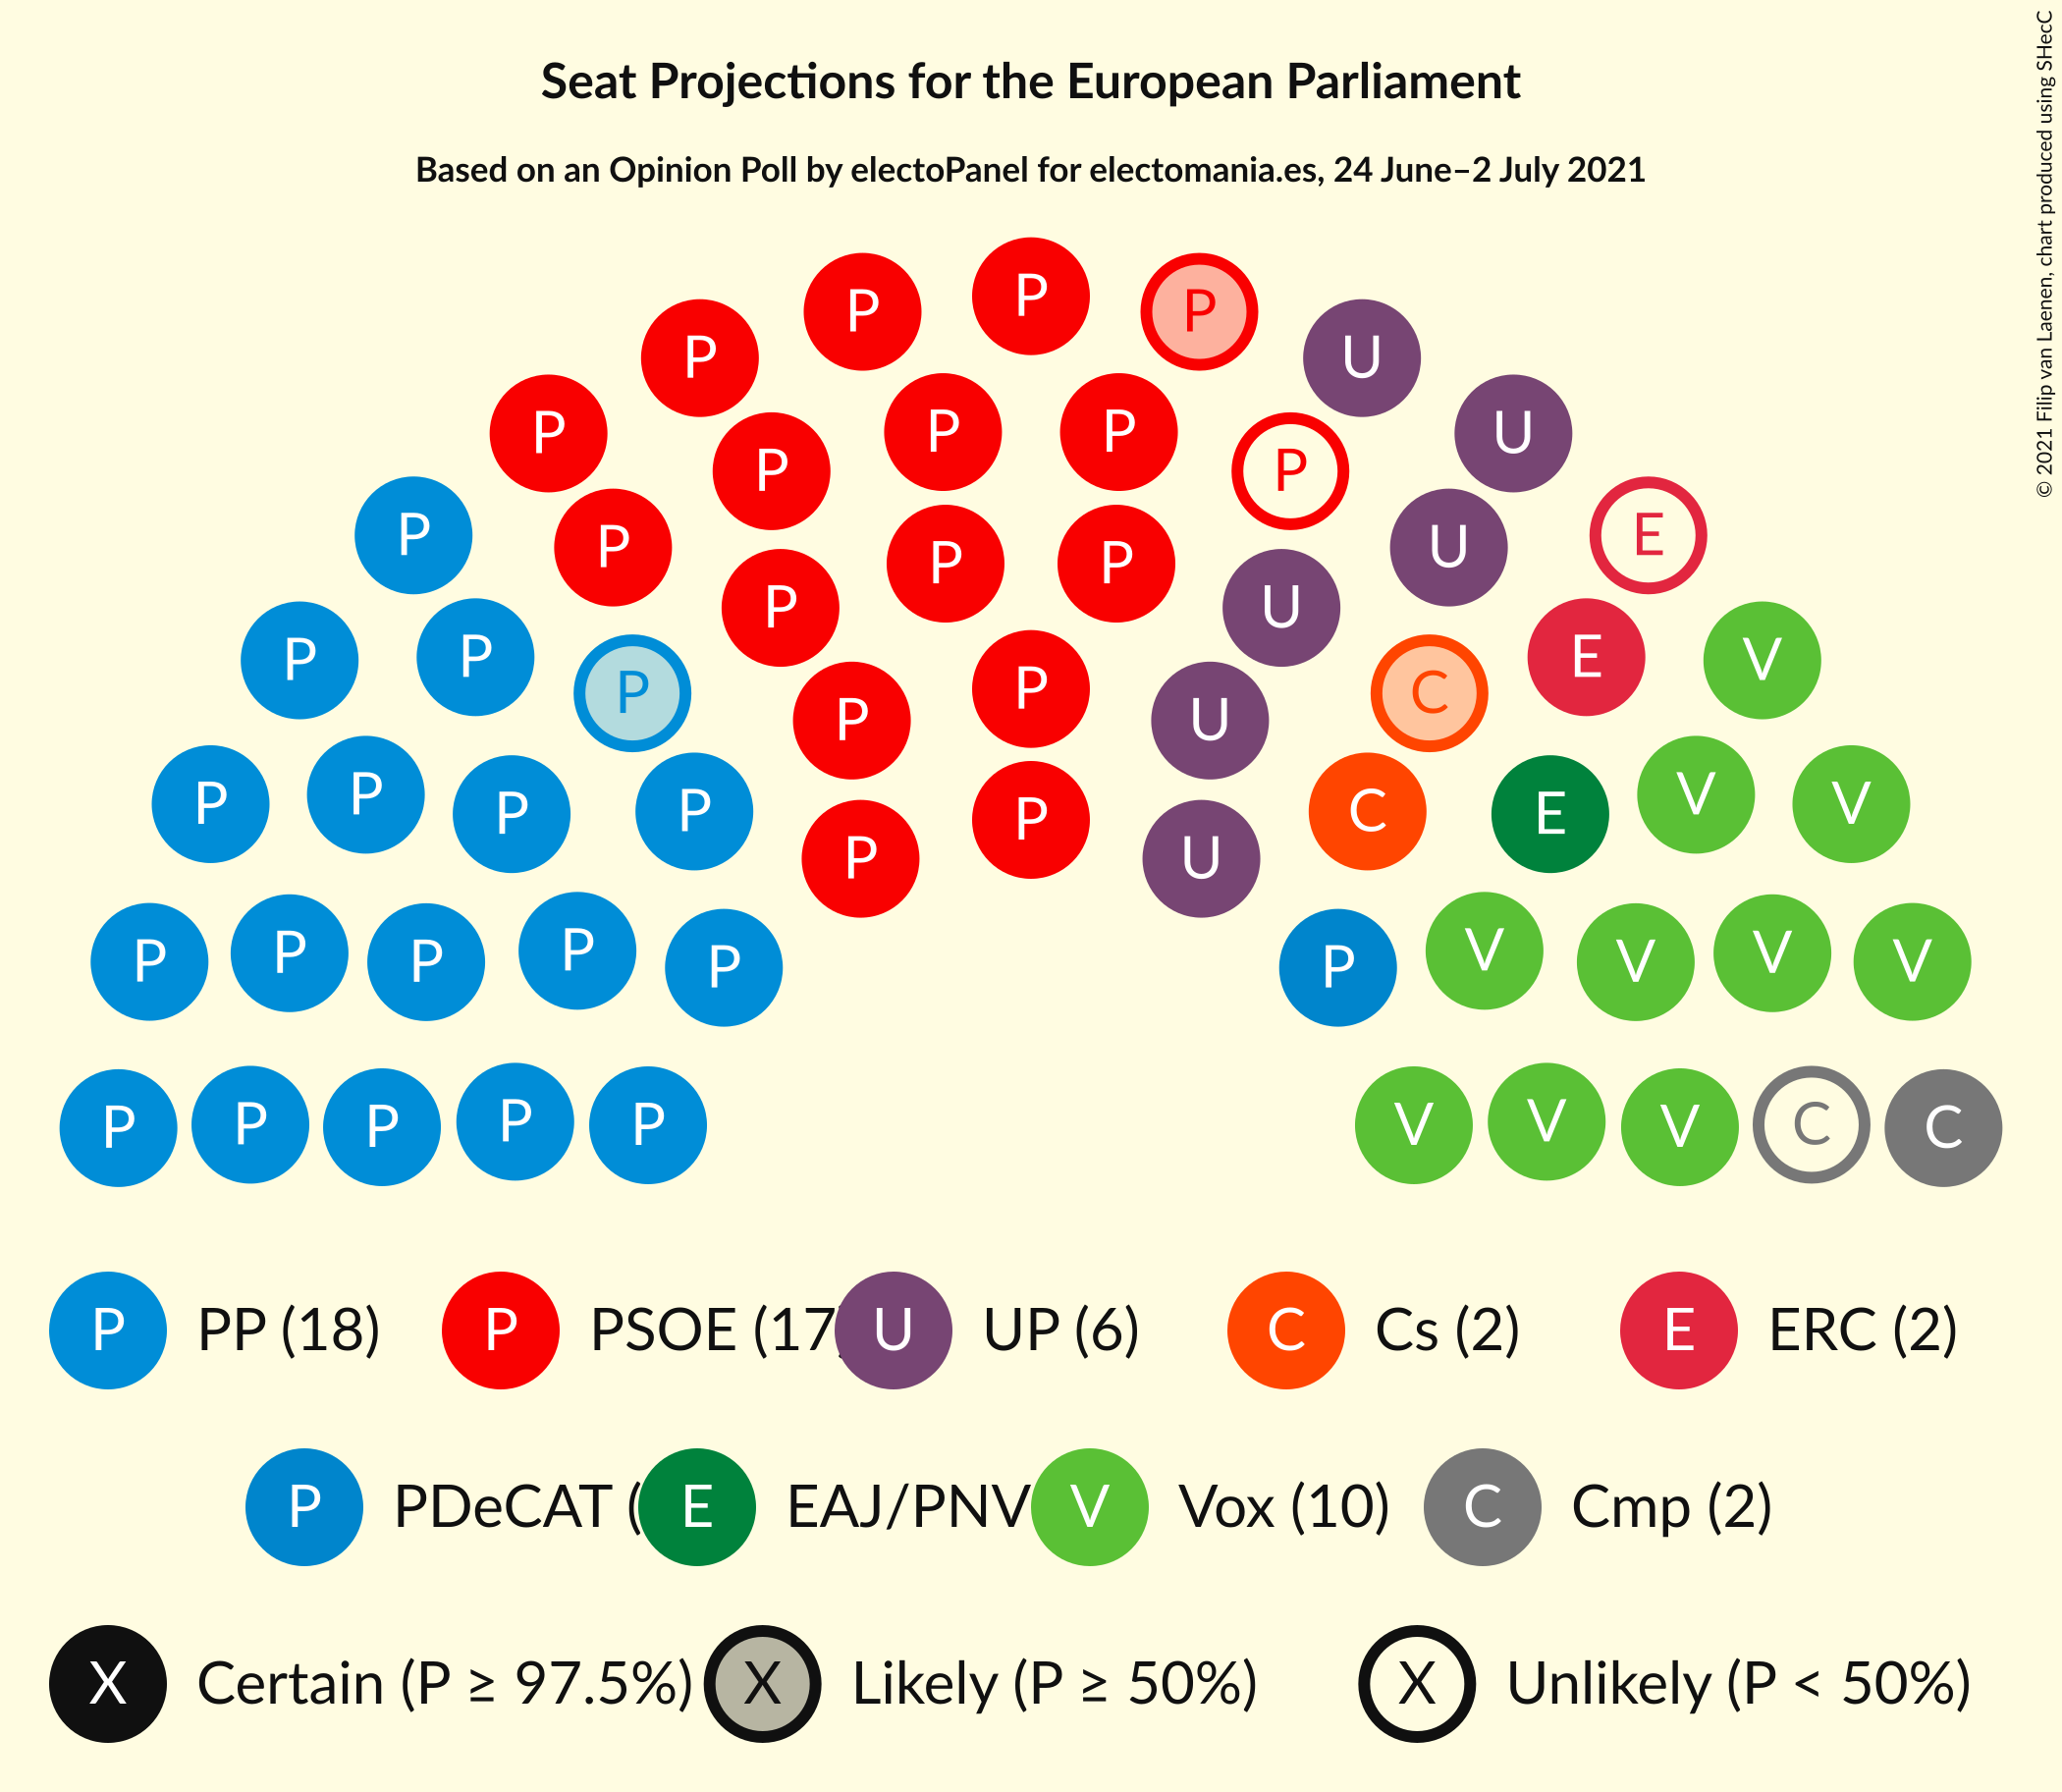 Seat Projections for the European Parliament
Based on an Opinion Poll by electoPanel for electomania.es, 24 June–2 July 2021
© 2021 Filip van Laenen, chart produced using SHecC
P P P P U
P P P P U
P P P P U E
P P P P U
P P P P P C E V
P P P P U
P P P P P C E V V
P U
P P P P P P V V V V
P P P P P V V V C C
P PP (18) P PSOE (17) U UP (6) C Cs (2) E ERC (2)
P PDeCAT ( E EAJ/PNV V Vox (10) C Cmp (2)
X Certain (P ≥ 97.5%) X Likely (P ≥ 50%) X Unlikely (P < 50%)